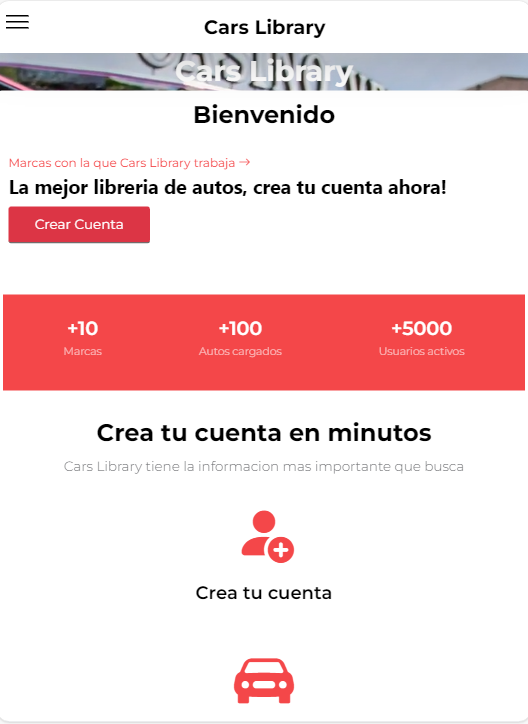 Cars Library
Cars Library
Bienvenido
Marcas con la que Cars Library trabaja →
La mejor libreria de autos, crea tu cuenta ahora!
Crear Cuenta
+10 +100 +5000
Marcas Autos cargados Usuarios activos
Crea tu cuenta en minutos
Cars Library tiene la informacion mas importante que busca
Crea tu cuenta